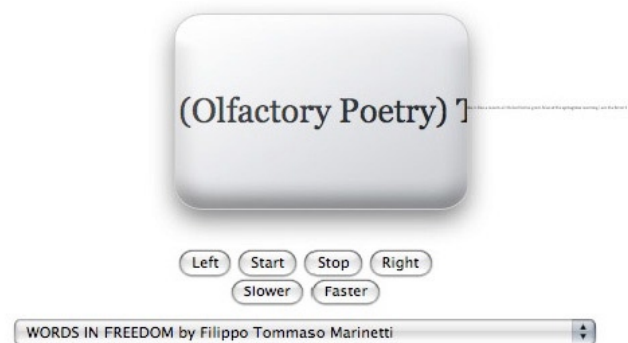 (Olfactory Poetry) T
Left Start Stop Right
Slower Faster
WORDS IN FREEDOM by Filippo Tommaso Marinetti